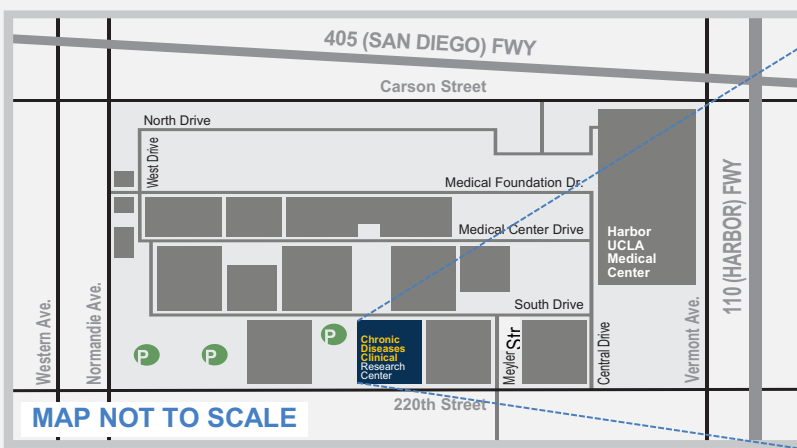 405 (SAN DIEGO) FWY
Carson Street
North Drive
West Drive
Medical Foundation Dr.
Medical Center Drive
Harbor
UCLA
Medical
Center
South Drive
Western Ave.
Normandie Ave.
P
P
P
Chronic
Diseases
Clinical
Research
Center
Meyler Str
Central Drive
Vermont Ave.
110 (HARBOR) FWY
220th Street
MAP NOT TO SCALE